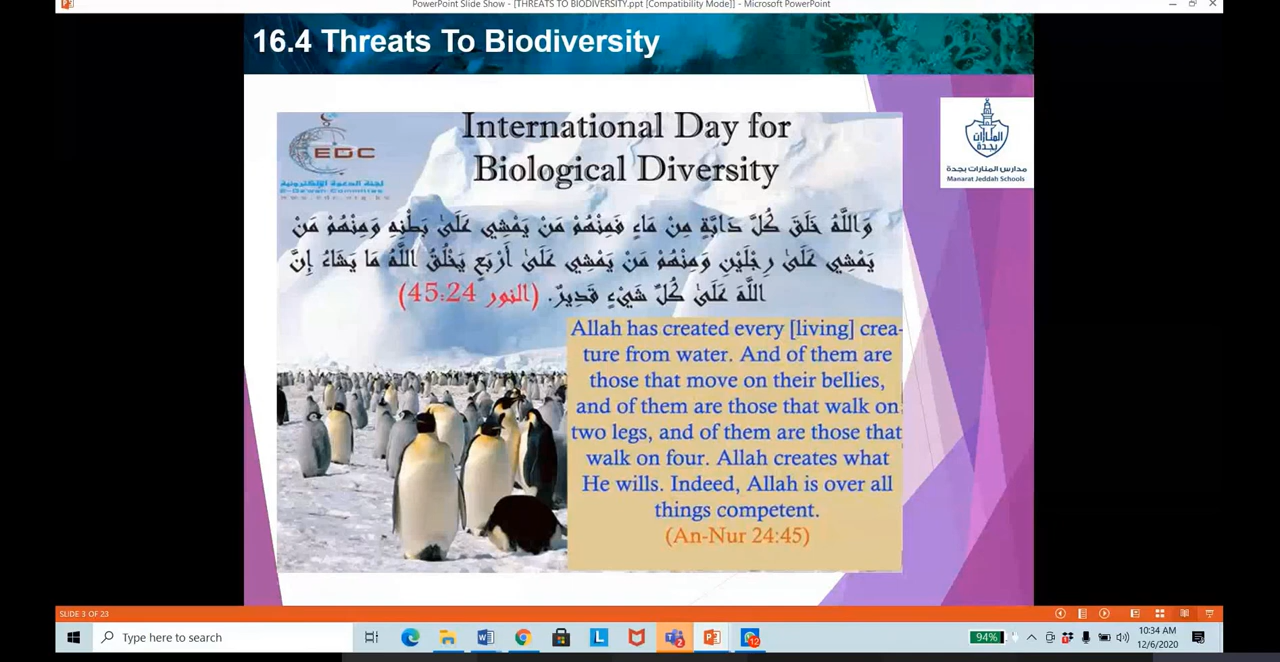 PowerPoint Slide Show - [THREATS TO BIODIVERSITY.ppt [Compatibility Mode]] - Microsoft PowerPoint
16.4 Threats To Biodiversity
International Day for
Biological Diversity
EDC
لجنة الدعوة الإلكترونية
المنارات
بجدة
مدارس المنارات بجدة
Manarat Jeddah Schools
وَاللَّهُ خَلَقَ كُلَّ دَابَّةٍ مِنْ مَاءٍ فَمِنْهُمْ مَنْ يَمْشِي عَلَىٰ بَطْنِهِ وَمِنْهُمْ مَنْ
يَمْشِي عَلَىٰ رِجْلَيْنِ وَمِنْهُمْ مَنْ يَمْشِي عَلَىٰ أَرْبَعٍ يَخْلُقُ اللَّهُ مَا يَشَاءُ إِنَّ
اللَّهَ عَلَىٰ كُلِّ شَيْءٍ قَدِيرٌ. (النور 45:24)
Allah has created every [living] crea-
ture from water. And of them are
those that move on their bellies,
and of them are those that walk on
two legs, and of them are those that
walk on four. Allah creates what
He wills. Indeed, Allah is over all
things competent.
(An-Nur 24:45)
SLIDE 3 OF 23
Type here to search
94%
10:34 AM
12/6/2020